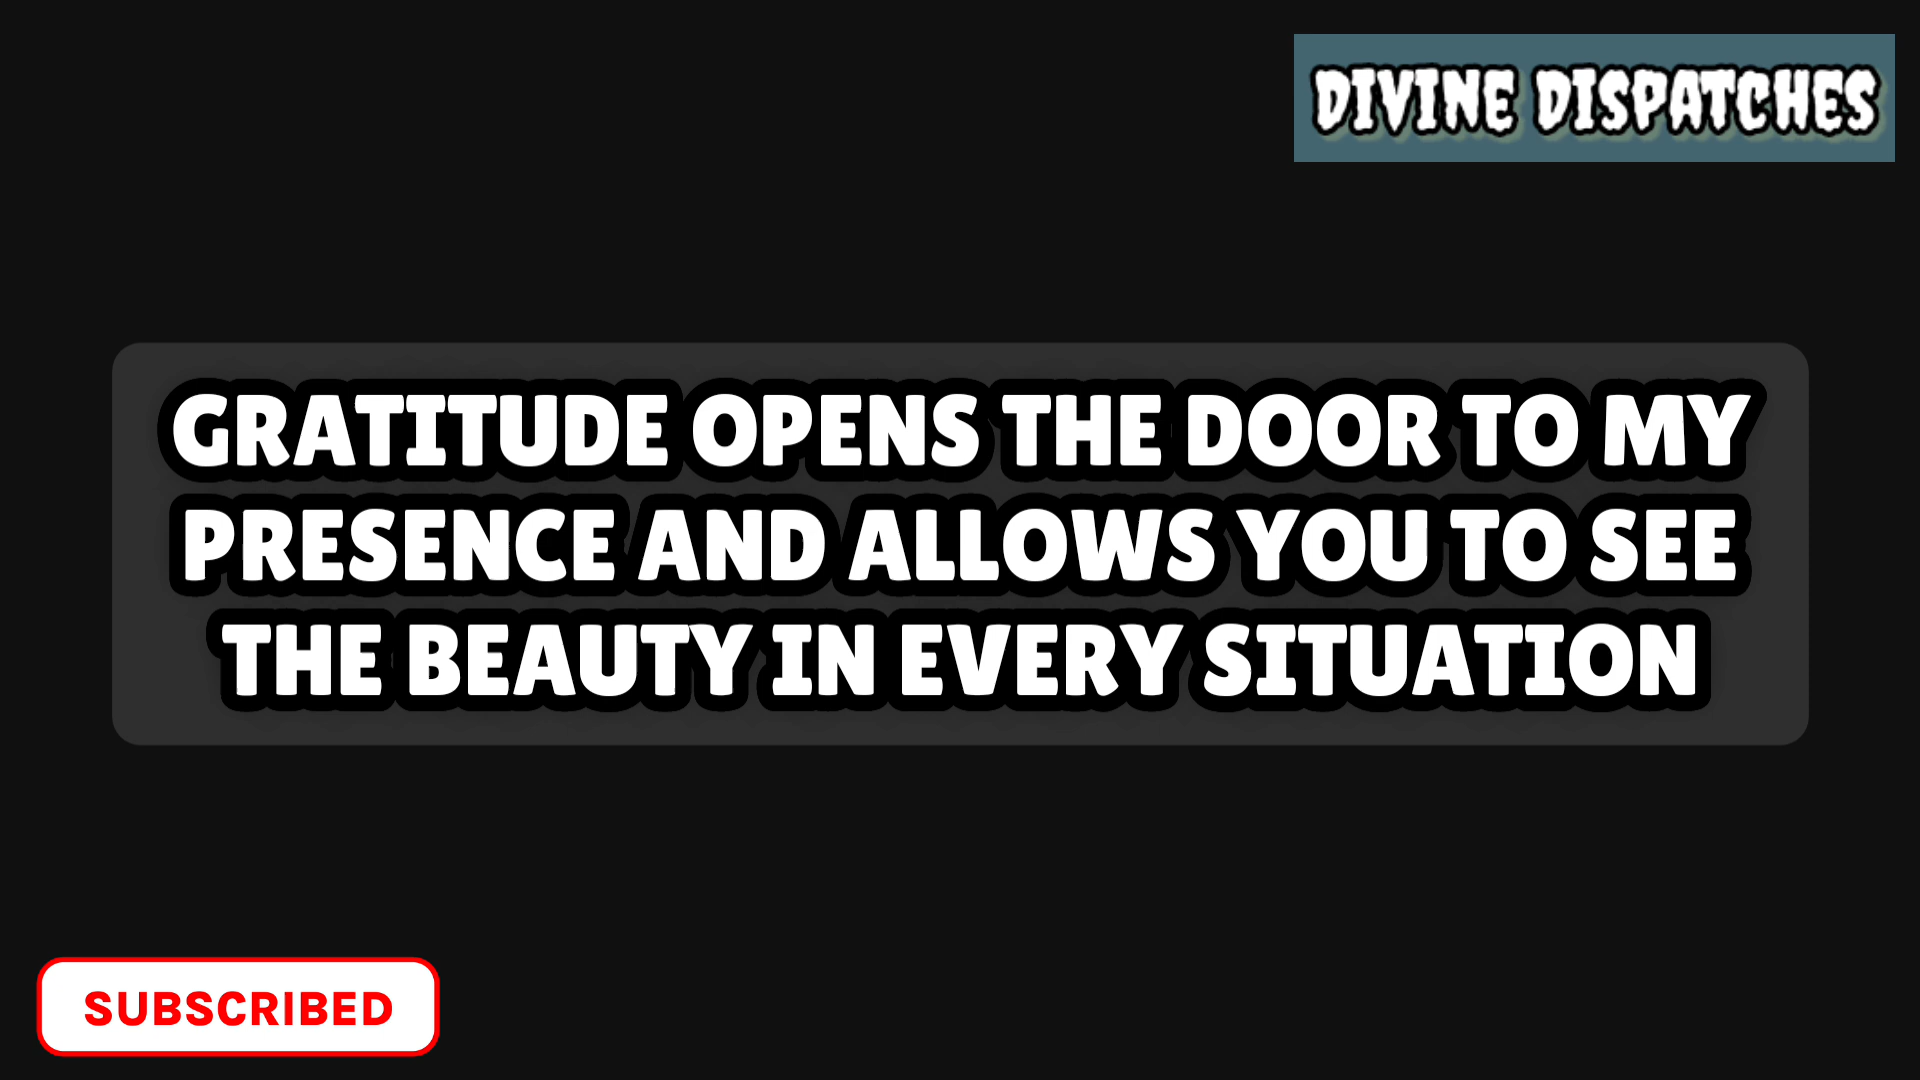 DIVINE DISPATCHES
GRATITUDE OPENS THE DOOR TO MY
PRESENCE AND ALLOWS YOU TO SEE
THE BEAUTY IN EVERY SITUATION
SUBSCRIBED